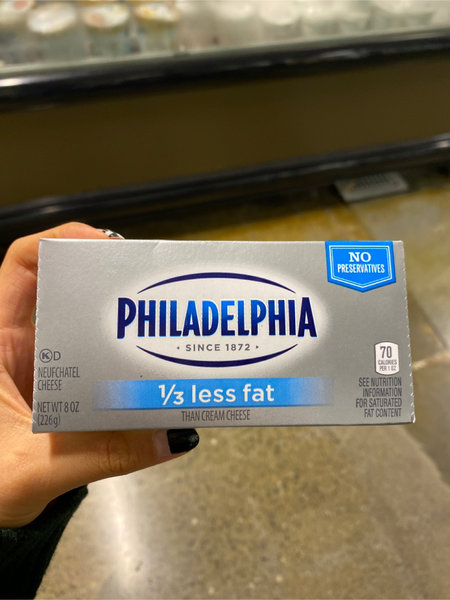 NO
PRESERVATIVES
PHILADELPHIA
• SINCE 1872 •
K D
NEUFCHATEL
CHEESE
NET WT 8 OZ
(226g)
1/3 less fat
THAN CREAM CHEESE
70
CALORIES
PER 1 OZ
SEE NUTRITION
INFORMATION
FOR SATURATED
FAT CONTENT